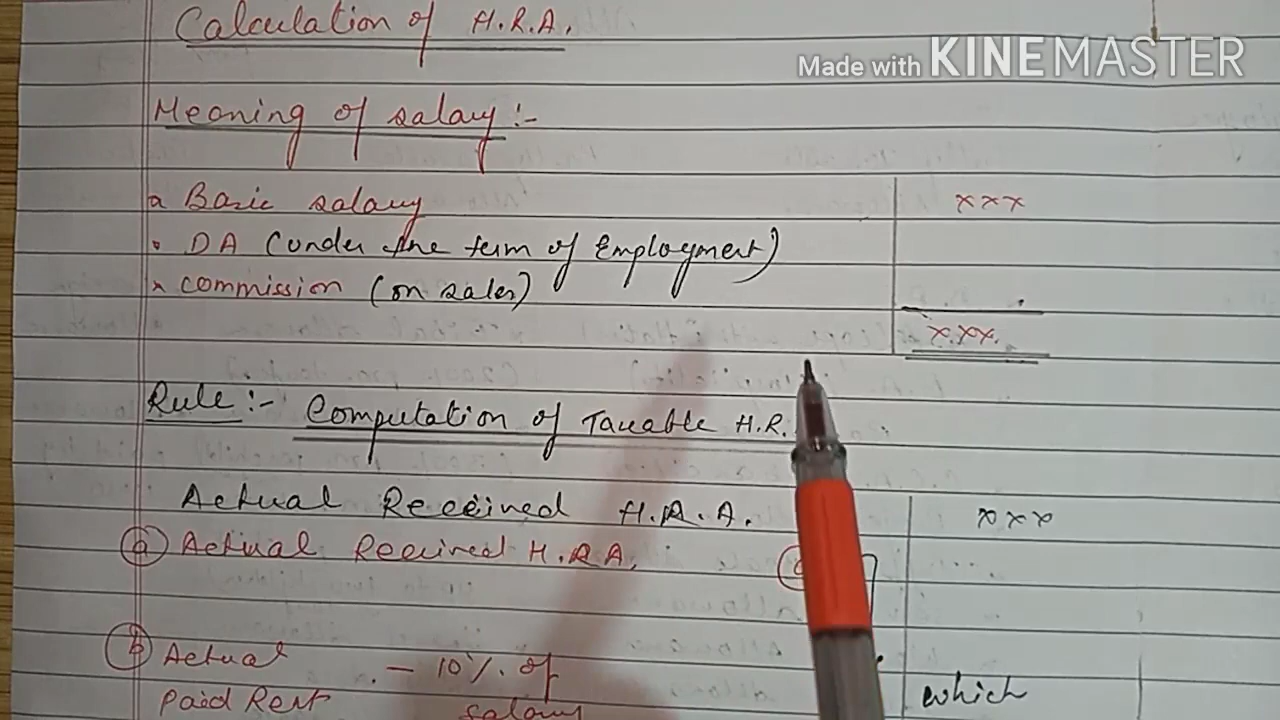 Calculation of H.R.A.
Made with KINEMASTER
Meaning of salary :-
Basic salary xxx
DA (under the term of Employment)
commission (on sales)
xxx
Rule :- Computation of Taxable H.R.
Actual Received H.R.A. xxx
(a) Actual Received H.RA.
(b) Actual - 10% of
which
Paid Rent salary